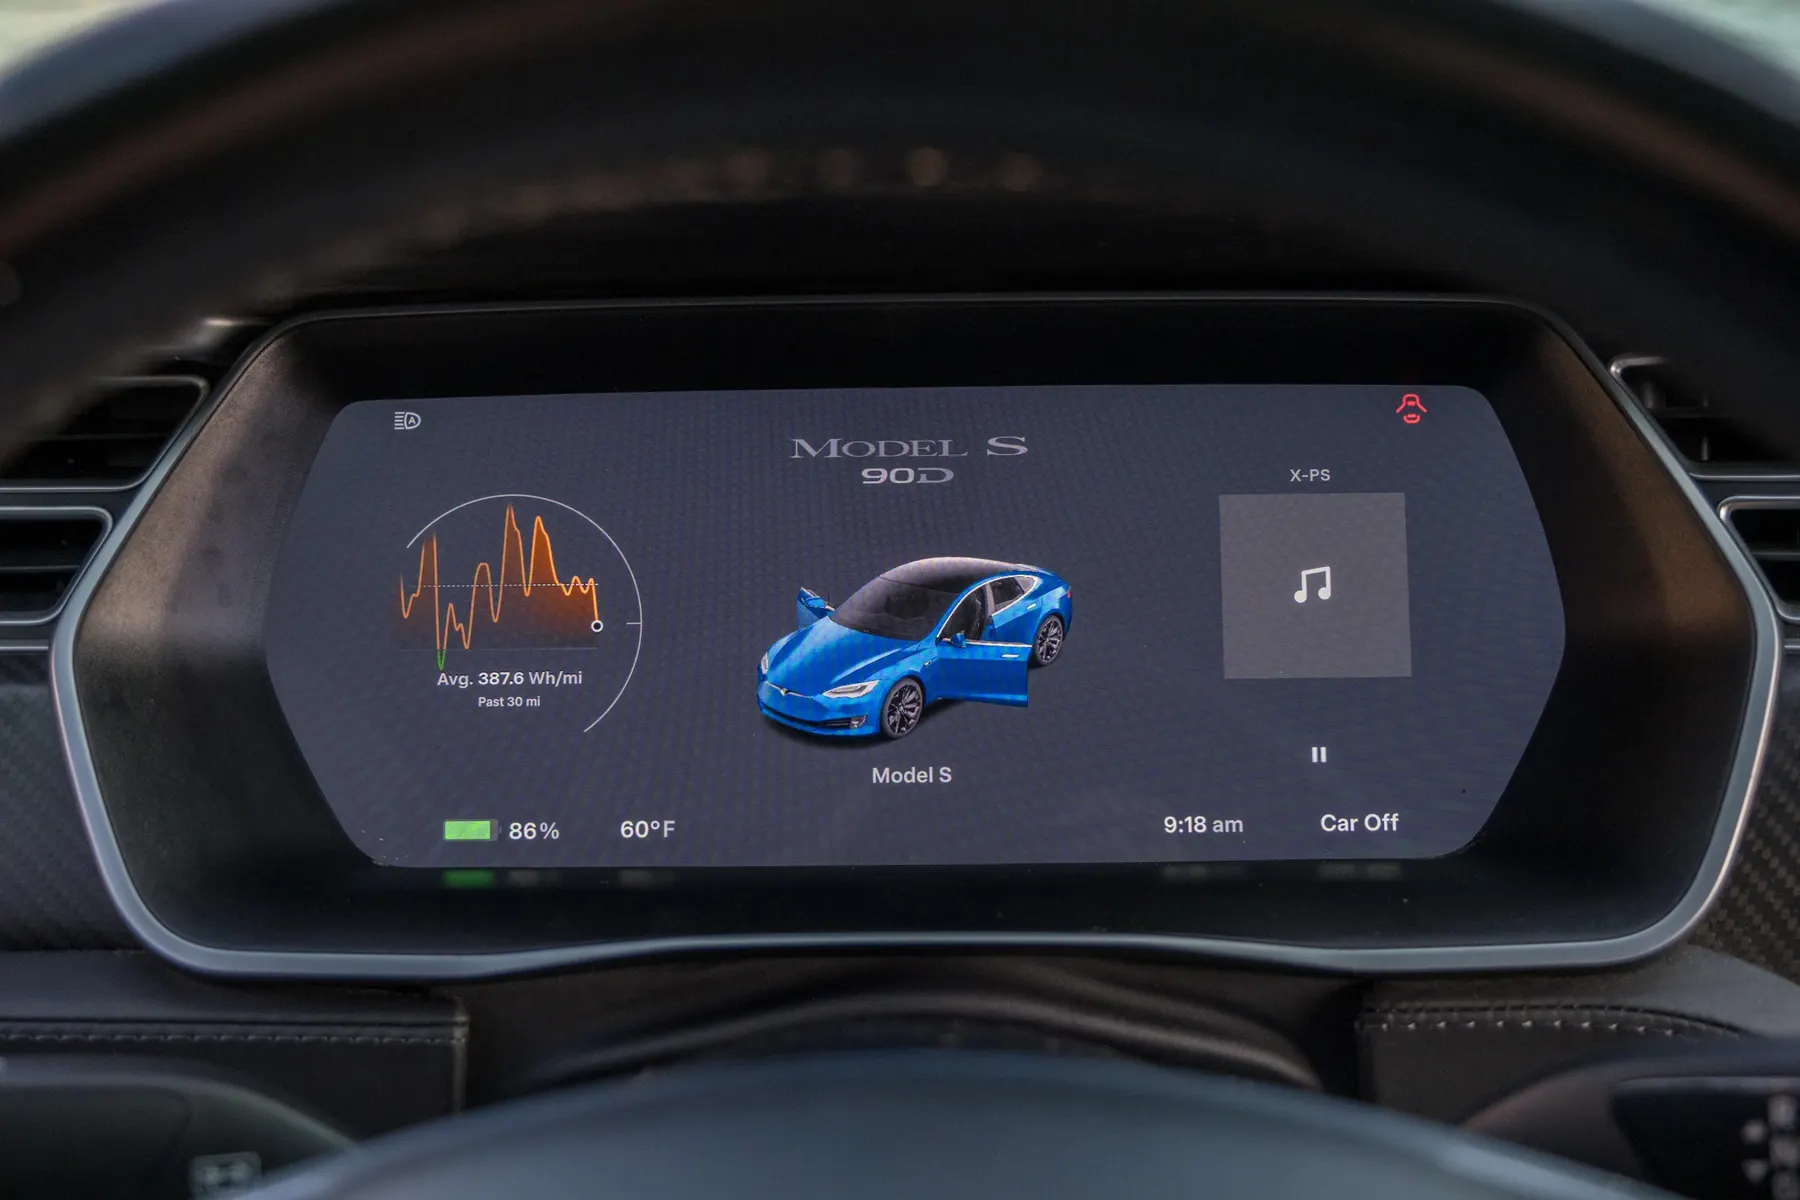 MODEL S
90D
X-PS
A
Avg. 387.6 Wh/mi
Past 30 mi
Model S
86%
60°F
9:18 am
Car Off